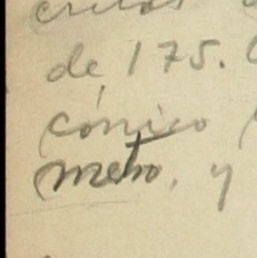 de 175.
cónico
metro, y